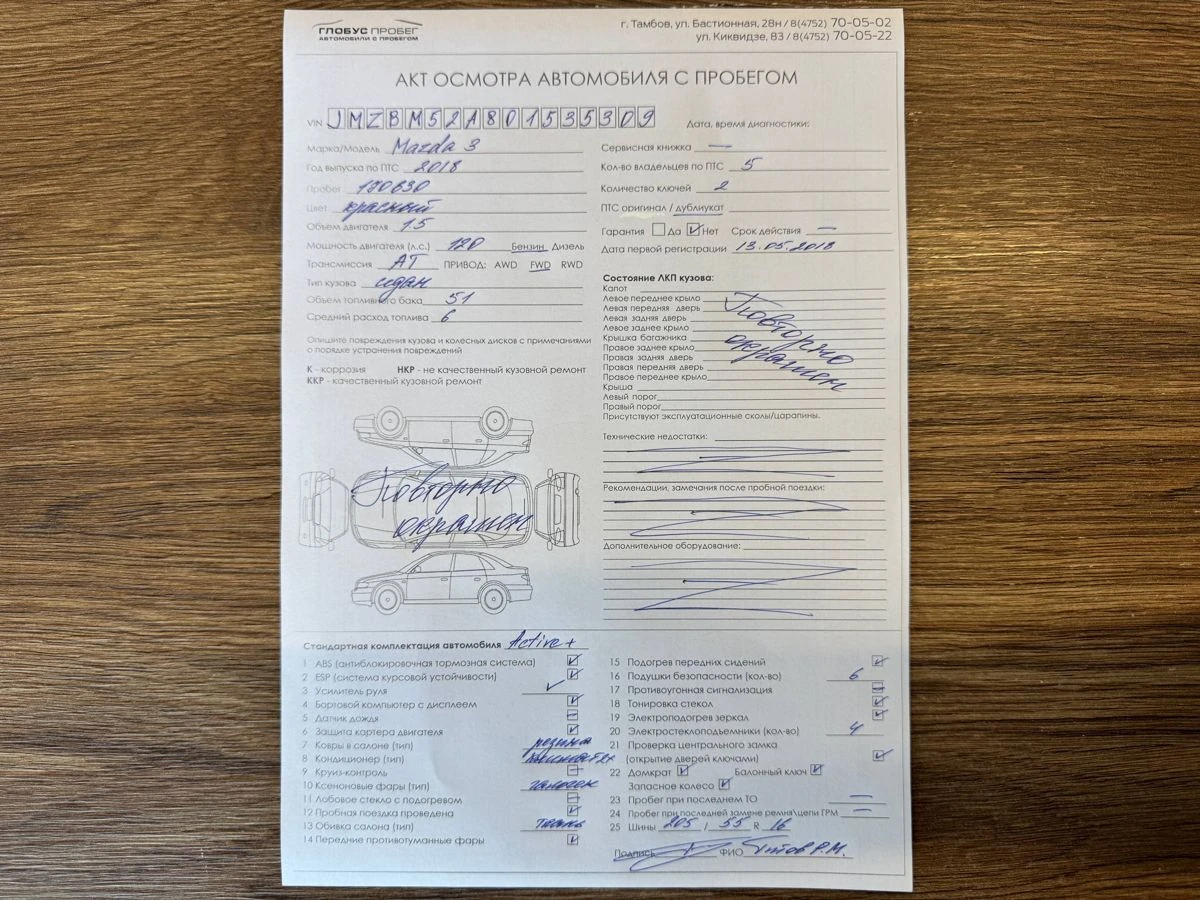 ГЛОБУС ПРОБЕГ
АВТОМОБИЛИ С ПРОБЕГОМ
г. Тамбов, ул. Бастионная, 28н / 8(4752) 70-05-02
ул. Киквидзе, 83 / 8(4752) 70-05-22
АКТ ОСМОТРА АВТОМОБИЛЯ С ПРОБЕГОМ
VIN JMZBM52A801535309
Дата, время диагностики:
Марка/Модель Mazda 3
Год выпуска по ПТС 2018
Пробег 170630
Цвет красный
Объем двигателя 1.5
Мощность двигателя (л.с.) 120 Бензин Дизель
Трансмиссия АТ ПРИВОД: AWD FWD RWD
Тип кузова седан
Объем топливного бака 51
Средний расход топлива 6
Сервисная книжка —
Кол-во владельцев по ПТС 5
Количество ключей 2
ПТС оригинал / дубликат
Гарантия Да Нет Срок действия —
Дата первой регистрации 13.05.2018
Опишите повреждения кузова и колесных дисков с примечаниями
о порядке устранения повреждений
К - коррозия НКР - не качественный кузовной ремонт
ККР - качественный кузовной ремонт
Повторно
окрашен
Состояние ЛКП кузова:
Капот
Левое переднее крыло
Левая передняя дверь
Левая задняя дверь
Левое заднее крыло
Крышка багажника
Правое заднее крыло
Правая задняя дверь
Правая передняя дверь
Правое переднее крыло
Крыша
Левый порог
Правый порог
Повторно
окрашен
Присутствуют эксплуатационные сколы/царапины.
Технические недостатки:
Рекомендации, замечания после пробной поездки:
Дополнительное оборудование:
Стандартная комплектация автомобиля Active+
1 ABS (антиблокировочная тормозная система)
2 ESP (система курсовой устойчивости)
3 Усилитель руля
4 Бортовой компьютер с дисплеем
5 Датчик дождя
6 Защита картера двигателя
7 Ковры в салоне (тип) резина
8 Кондиционер (тип)
9 Круиз-контроль
10 Ксеноновые фары (тип) галоген
11 Лобовое стекло с подогревом
12 Пробная поездка проведена
13 Обивка салона (тип) ткань
14 Передние противотуманные фары
15 Подогрев передних сидений
16 Подушки безопасности (кол-во) 6
17 Противоугонная сигнализация
18 Тонировка стекол
19 Электроподогрев зеркал
20 Электростеклоподъемники (кол-во) 4
21 Проверка центрального замка
(открытие дверей ключами)
22 Домкрат Балонный ключ
Запасное колесо
23 Пробег при последнем ТО —
24 Пробег при последней замене ремня\цепи ГРМ —
25 Шины 205 / 55 R 16
Подпись ФИО Титов Р.М.